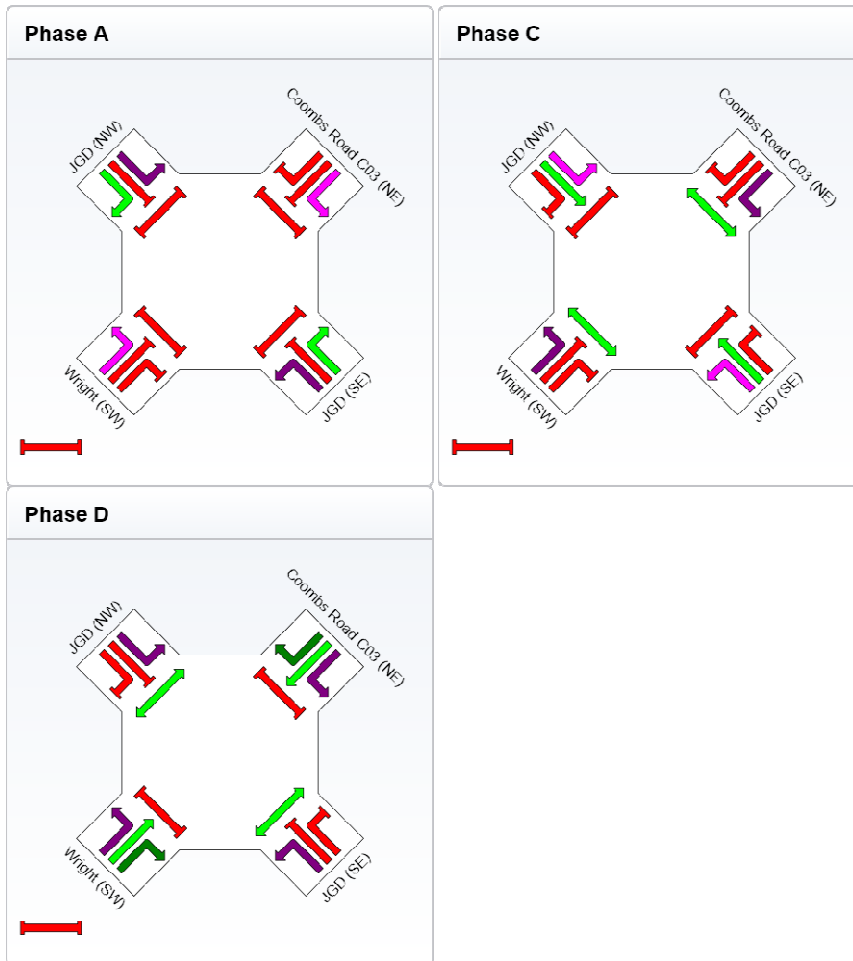 Phase A
JGD (NW)
Coombs Road C03 (NE)
Wright (SW)
JGD (SE)
Phase C
JGD (NW)
Coombs Road C03 (NE)
Wright (SW)
JGD (SE)
Phase D
JGD (NW)
Coombs Road C03 (NE)
Wright (SW)
JGD (SE)